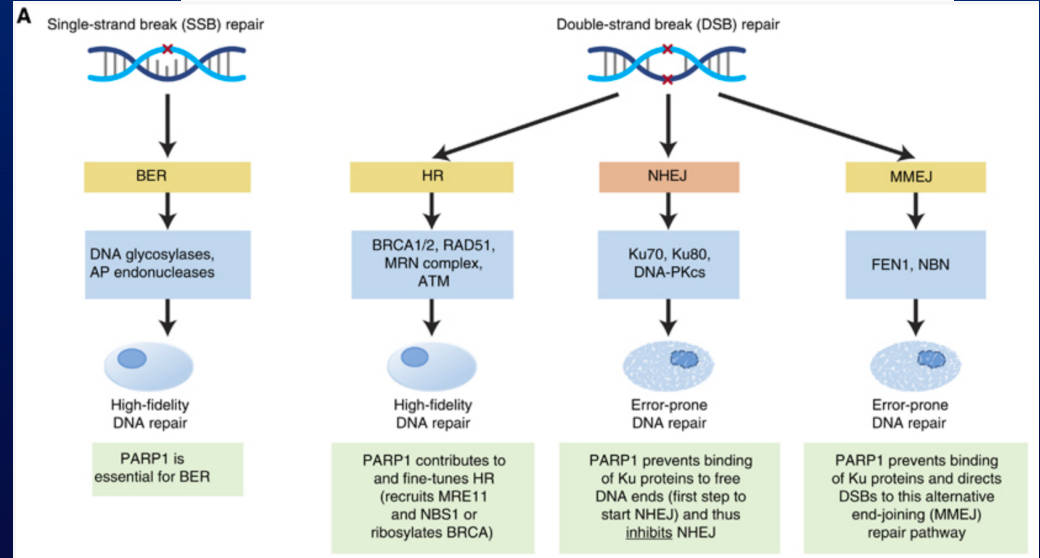 A
Single-strand break (SSB) repair
Double-strand break (DSB) repair
BER
HR
NHEJ
MMEJ
DNA glycosylases,
AP endonucleases
BRCA1/2, RAD51,
MRN complex,
ATM
Ku70, Ku80,
DNA-PKcs
FEN1, NBN
High-fidelity
DNA repair
High-fidelity
DNA repair
Error-prone
DNA repair
Error-prone
DNA repair
PARP1 is
essential for BER
PARP1 contributes to
and fine-tunes HR
(recruits MRE11
and NBS1 or
ribosylates BRCA)
PARP1 prevents binding
of Ku proteins to free
DNA ends (first step to
start NHEJ) and thus
inhibits NHEJ
PARP1 prevents binding
of Ku proteins and directs
DSBs to this alternative
end-joining (MMEJ)
repair pathway